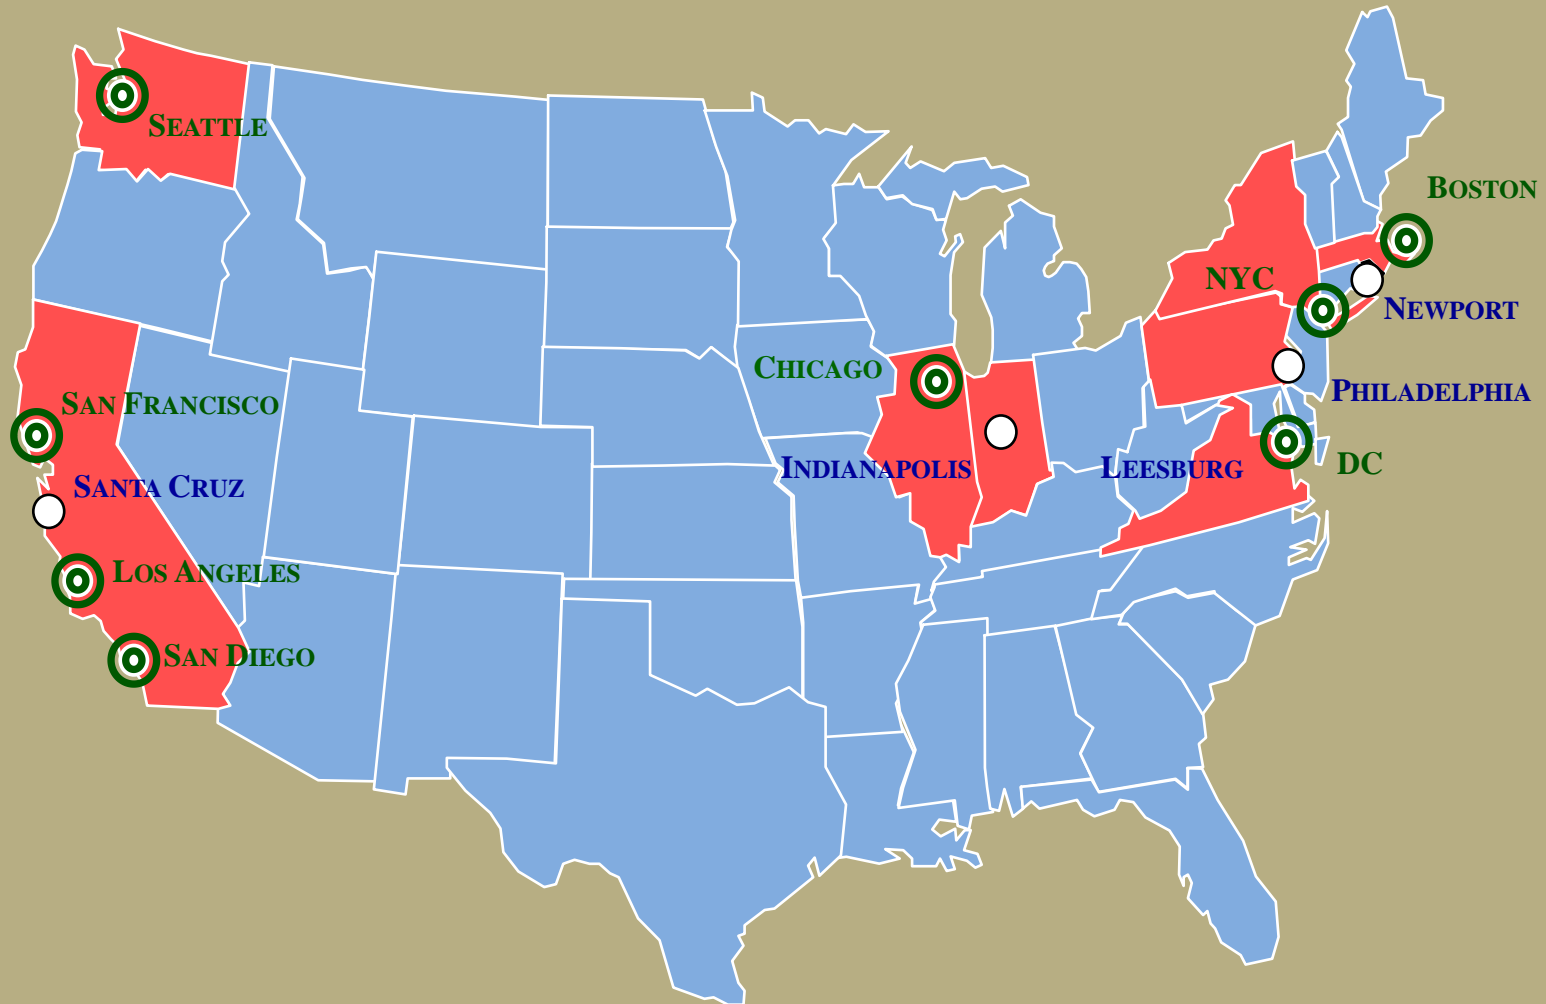 SEATTLE
BOSTON
NYC
NEWPORT
CHICAGO
PHILADELPHIA
SAN FRANCISCO
INDIANAPOLIS
LEESBURG
DC
SANTA CRUZ
LOS ANGELES
SAN DIEGO